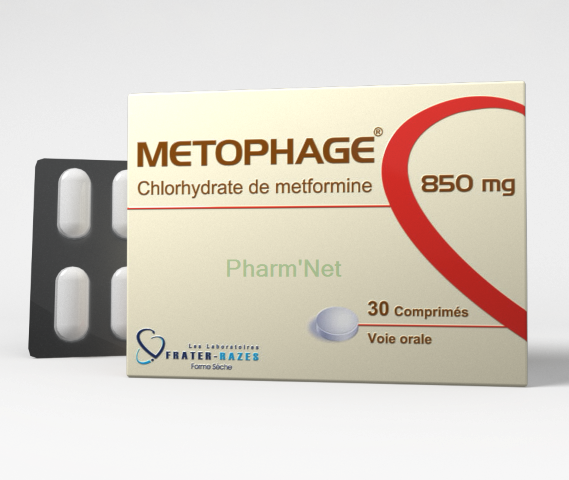 METOPHAGE®
Chlorhydrate de metformine
850 mg
Pharm'Net
30 Comprimés
Voie orale
Les Laboratoires
FRATER-RAZES
Forme Sèche